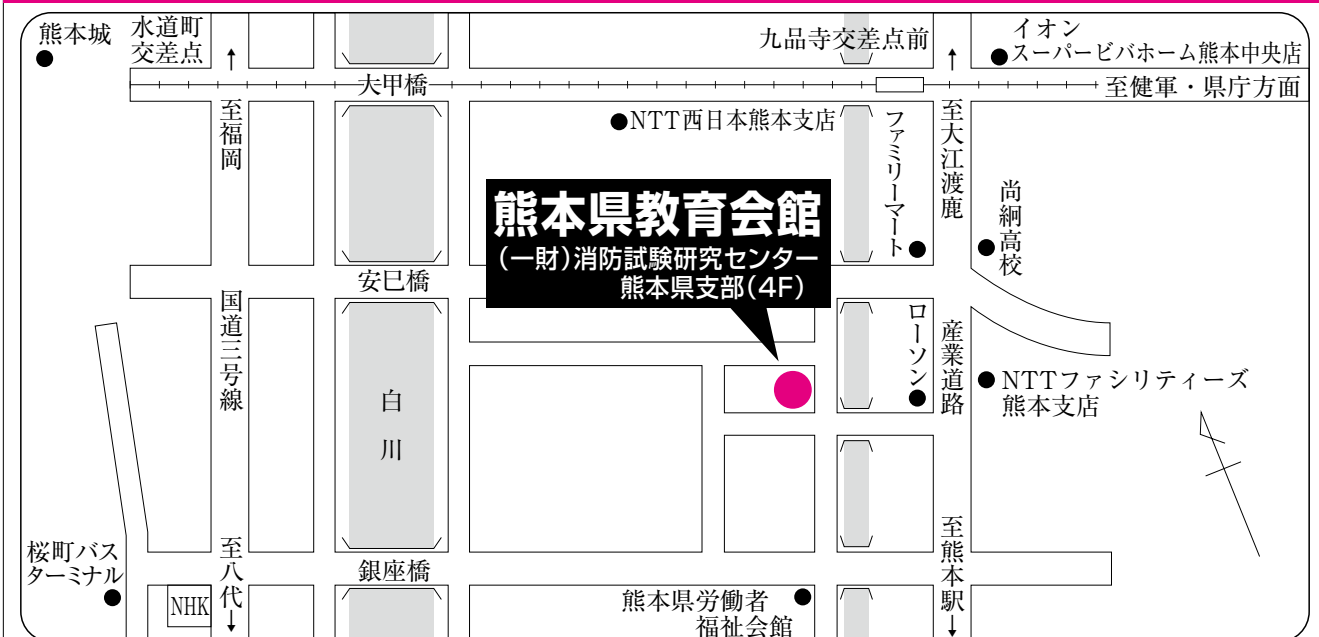 熊本城
水道町
交差点
九品寺交差点前
イオン
スーパービバホーム熊本中央店
大甲橋
至健軍・県庁方面
至福岡
NTT西日本熊本支店
ファミリーマート
至大江渡鹿
尚絅高校
熊本県教育会館
(一財)消防試験研究センター
熊本県支部(4F)
安巳橋
国道三号線
ローソン
産業道路
NTTファシリティーズ
熊本支店
白川
桜町バス
ターミナル
至八代
NHK
銀座橋
熊本県労働者
福祉会館
至熊本駅